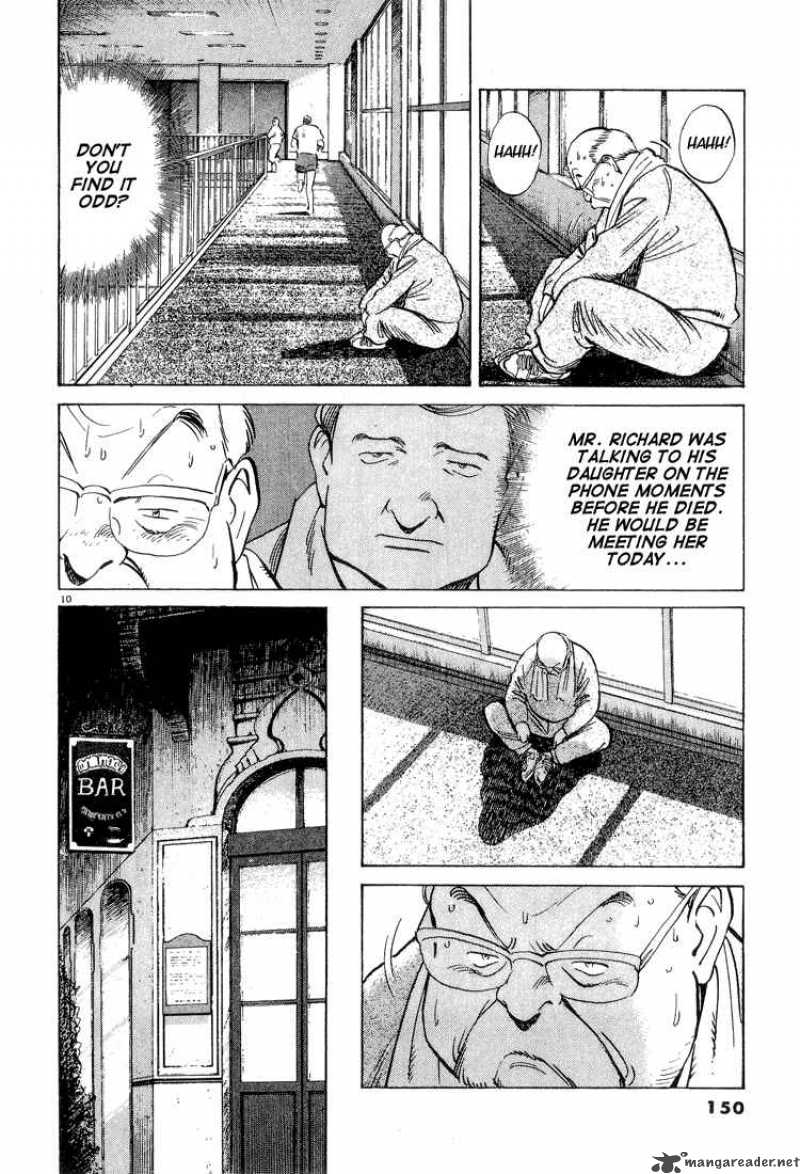 DON'T
YOU
FIND IT
ODD?
HAHH!
HAHH!
MR. RICHARD WAS
TALKING TO HIS
DAUGHTER ON THE
PHONE MOMENTS
BEFORE HE DIED.
HE WOULD BE
MEETING HER
TODAY...
10
BAR
150
mangareader.net